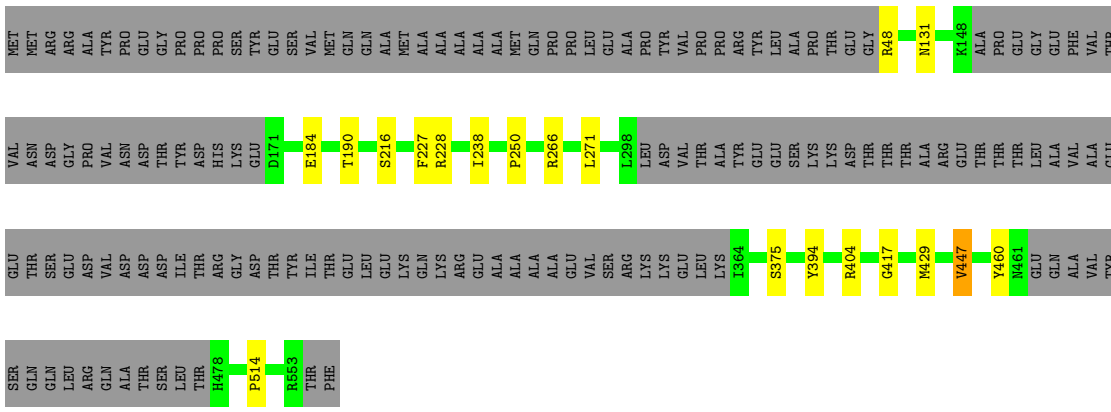 MET MET ARG ARG ALA TYR PRO GLU GLY PRO PRO PRO SER TYR GLU SER VAL MET GLN GLN ALA MET ALA ALA ALA ALA ALA MET GLN PRO PRO LEU GLU ALA PRO TYR VAL PRO PRO ARG TYR LEU ALA PRO THR GLU GLY R48 N131 K148 ALA PRO GLU GLY GLU PHE VAL THR
VAL ASN ASP GLY PRO VAL ASN ASP THR TYR ASP HIS LYS GLU D171 E184 T190 S216 F227 R228 I238 P250 R266 L271 L298 LEU ASP VAL THR ALA TYR GLU GLU SER LYS LYS ASP THR THR THR ALA ARG GLU THR THR THR LEU ALA VAL ALA GLU
GLU THR SER GLU ASP VAL ASP ASP ASP ILE THR ARG GLY ASP THR TYR ILE THR GLU LEU GLU LYS GLN LYS ARG GLU ALA ALA ALA ALA GLU VAL SER ARG LYS LYS GLU LEU LYS I364 S375 Y394 R404 G417 M429 V447 Y460 N461 GLU GLN ALA VAL TYR
SER GLN GLN LEU ARG GLN ALA THR SER LEU THR H478 P514 R553 THR PHE